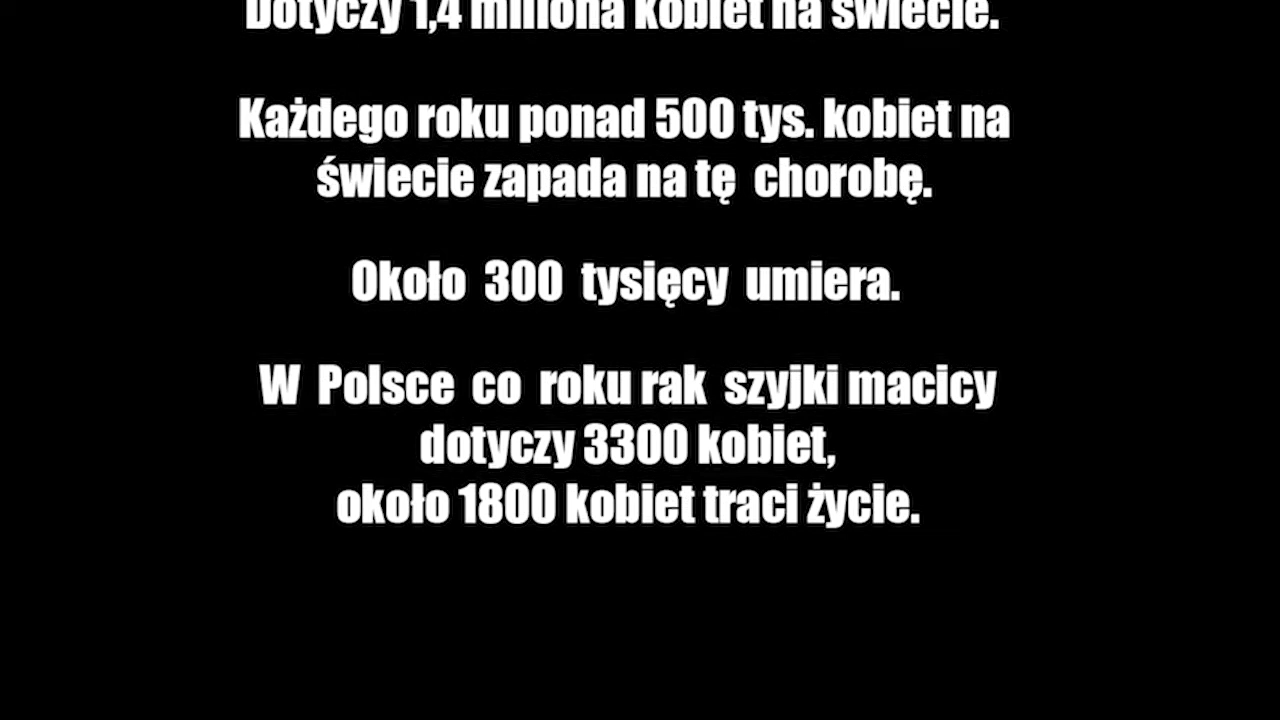 Dotyczy 1,4 miliona kobiet na świecie.
Każdego roku ponad 500 tys. kobiet na
świecie zapada na tę chorobę.
Około 300 tysięcy umiera.
W Polsce co roku rak szyjki macicy
dotyczy 3300 kobiet,
około 1800 kobiet traci życie.